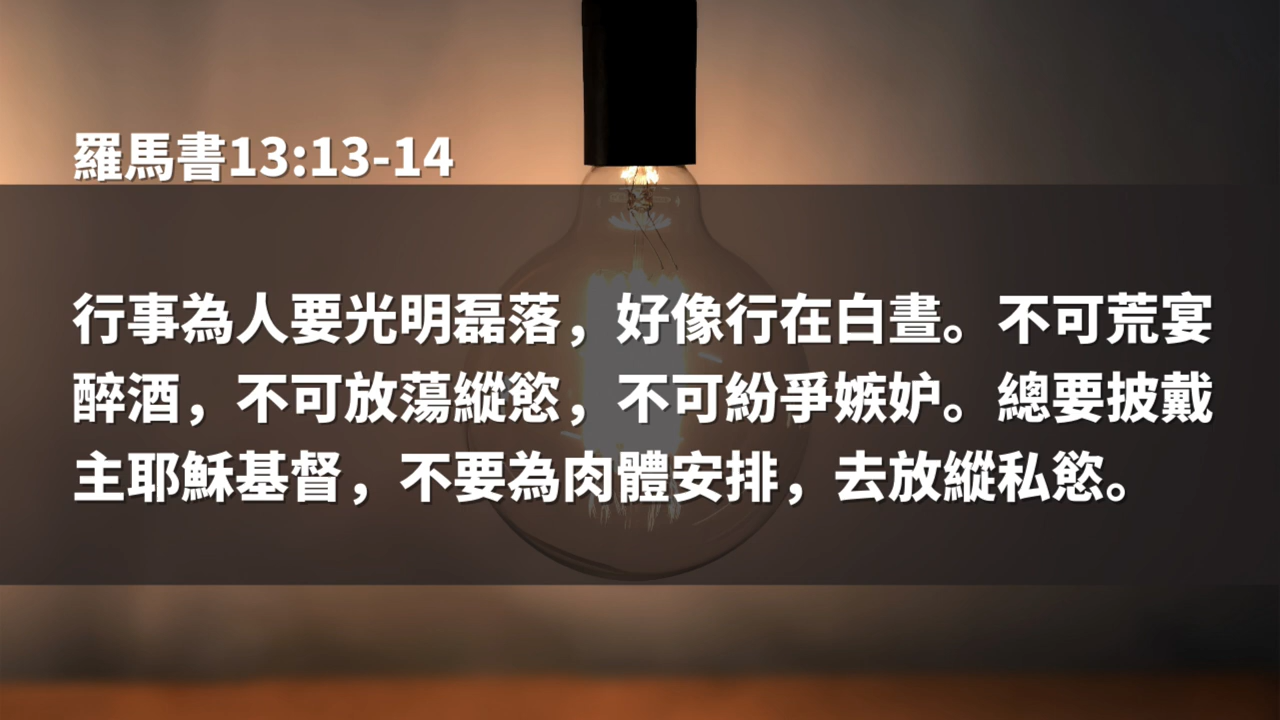 羅馬書13:13-14
行事為人要光明磊落，好像行在白晝。不可荒宴
醉酒，不可放蕩縱慾，不可紛爭嫉妒。總要披戴
主耶穌基督，不要為肉體安排，去放縱私慾。